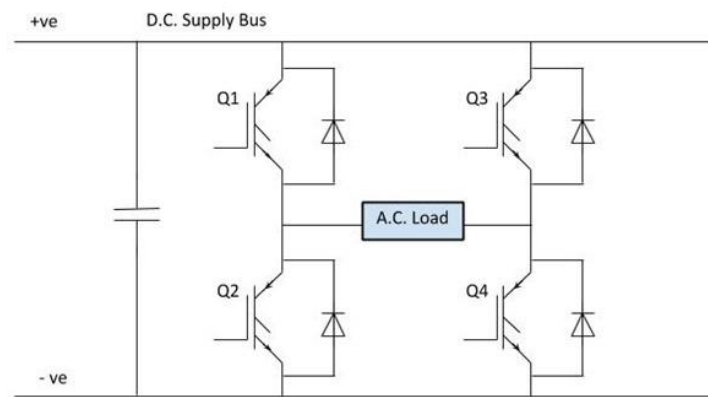 +ve D.C. Supply Bus
Q1 Q3
A.C. Load
Q2 Q4
- ve